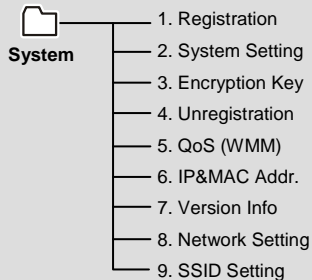 System
1. Registration
2. System Setting
3. Encryption Key
4. Unregistration
5. QoS (WMM)
6. IP&MAC Addr.
7. Version Info
8. Network Setting
9. SSID Setting